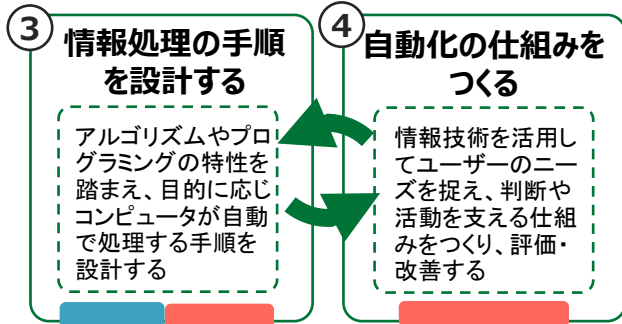 ③
情報処理の手順
を設計する
アルゴリズムやプロ
グラミングの特性を
踏まえ、目的に応じ
コンピュータが自動
で処理する手順を
設計する
④
自動化の仕組みを
つくる
情報技術を活用し
てユーザーのニー
ズを捉え、判断や
活動を支える仕組
みをつくり、評価・
改善する